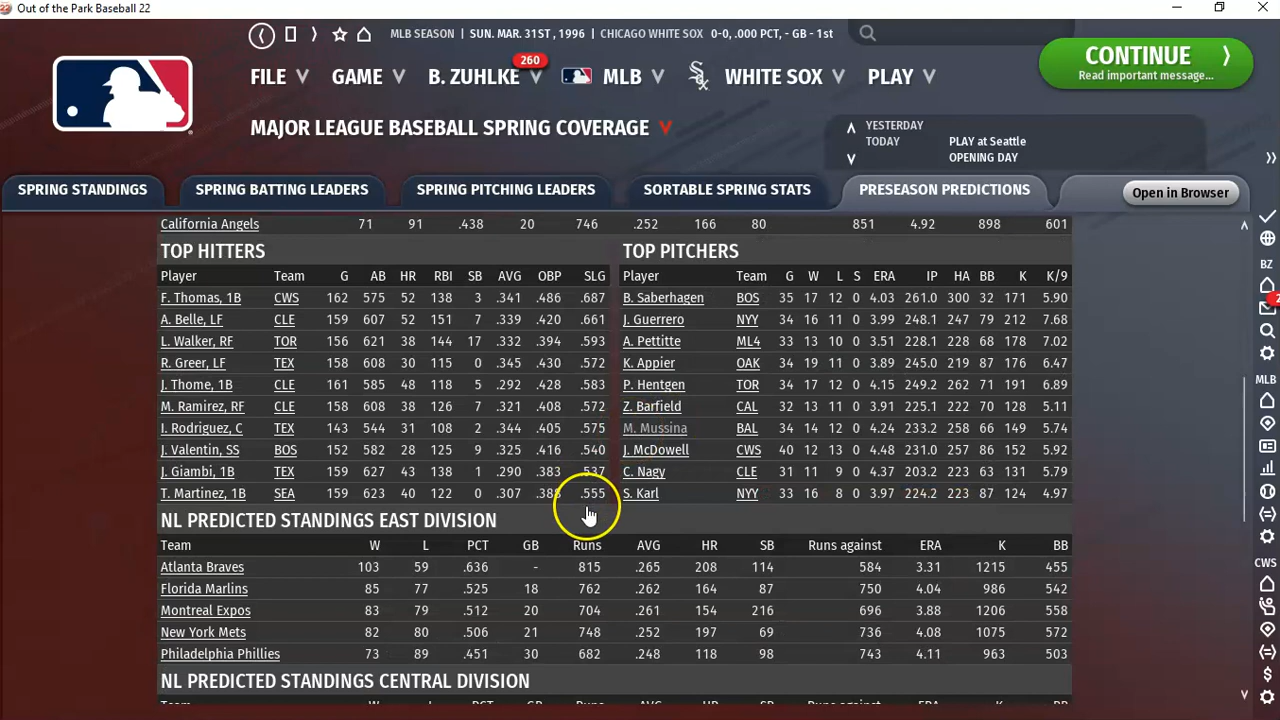 Out of the Park Baseball 22
MLB SEASON | SUN. MAR. 31ST , 1996 | CHICAGO WHITE SOX 0-0, .000 PCT, - GB - 1st
260
FILE GAME B. ZUHLKE MLB WHITE SOX PLAY
CONTINUE
Read important message...
MAJOR LEAGUE BASEBALL SPRING COVERAGE
YESTERDAY
TODAY PLAY at Seattle
OPENING DAY
SPRING STANDINGS SPRING BATTING LEADERS SPRING PITCHING LEADERS SORTABLE SPRING STATS PRESEASON PREDICTIONS Open in Browser
California Angels 71 91 .438 20 746 .252 166 80 851 4.92 898 601
TOP HITTERS TOP PITCHERS
Player Team G AB HR RBI SB AVG OBP SLG Player Team G W L S ERA IP HA BB K K/9
F. Thomas, 1B CWS 162 575 52 138 3 .341 .486 .687 B. Saberhagen BOS 35 17 12 0 4.03 261.0 300 32 171 5.90
A. Belle, LF CLE 159 607 52 151 7 .339 .420 .661 J. Guerrero NYY 34 16 11 0 3.99 248.1 247 79 212 7.68
L. Walker, RF TOR 156 621 38 144 17 .332 .394 .593 A. Pettitte ML4 33 13 10 0 3.51 228.1 228 68 178 7.02
R. Greer, LF TEX 158 608 30 115 0 .345 .430 .572 K. Appier OAK 34 19 11 0 3.89 245.0 219 87 176 6.47
J. Thome, 1B CLE 161 585 48 118 5 .292 .428 .583 P. Hentgen TOR 34 17 12 0 4.15 249.2 262 71 191 6.89
M. Ramirez, RF CLE 158 608 38 126 7 .321 .408 .572 Z. Barfield CAL 32 13 11 0 3.91 225.1 222 70 128 5.11
I. Rodriguez, C TEX 143 544 31 108 2 .344 .405 .575 M. Mussina BAL 34 14 12 0 4.24 233.2 258 66 149 5.74
J. Valentin, SS BOS 152 582 28 125 9 .325 .416 .540 J. McDowell CWS 40 12 13 0 4.48 231.0 257 86 152 5.92
J. Giambi, 1B TEX 159 627 43 138 1 .290 .383 .537 C. Nagy CLE 31 11 9 0 4.37 203.2 223 63 131 5.79
T. Martinez, 1B SEA 159 623 40 122 0 .307 .555 S. Karl NYY 33 16 8 0 3.97 224.2 223 87 124 4.97
NL PREDICTED STANDINGS EAST DIVISION
Team W L PCT GB Runs AVG HR SB Runs against ERA K BB
Atlanta Braves 103 59 .636 - 815 .265 208 114 584 3.31 1215 455
Florida Marlins 85 77 .525 18 762 .262 164 87 750 4.04 986 542
Montreal Expos 83 79 .512 20 704 .261 154 216 696 3.88 1206 558
New York Mets 82 80 .506 21 748 .252 197 69 736 4.08 1075 572
Philadelphia Phillies 73 89 .451 30 682 .248 118 98 743 4.11 963 503
NL PREDICTED STANDINGS CENTRAL DIVISION
Team W L PCT GB Runs AVG HR SB Runs against ERA K BB
BZ
2
MLB
CWS